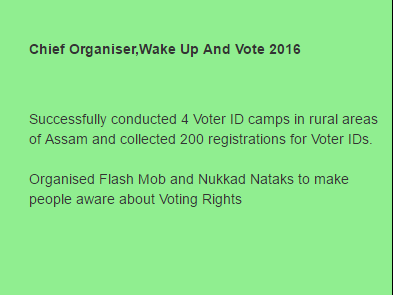 Chief Organiser,Wake Up And Vote 2016
Successfully conducted 4 Voter ID camps in rural areas
of Assam and collected 200 registrations for Voter IDs.
Organised Flash Mob and Nukkad Nataks to make
people aware about Voting Rights